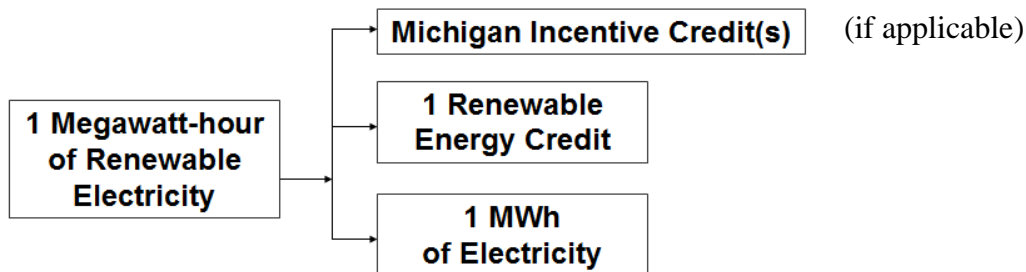 Michigan Incentive Credit(s) (if applicable)
1 Megawatt-hour
of Renewable
Electricity
1 Renewable
Energy Credit
1 MWh
of Electricity